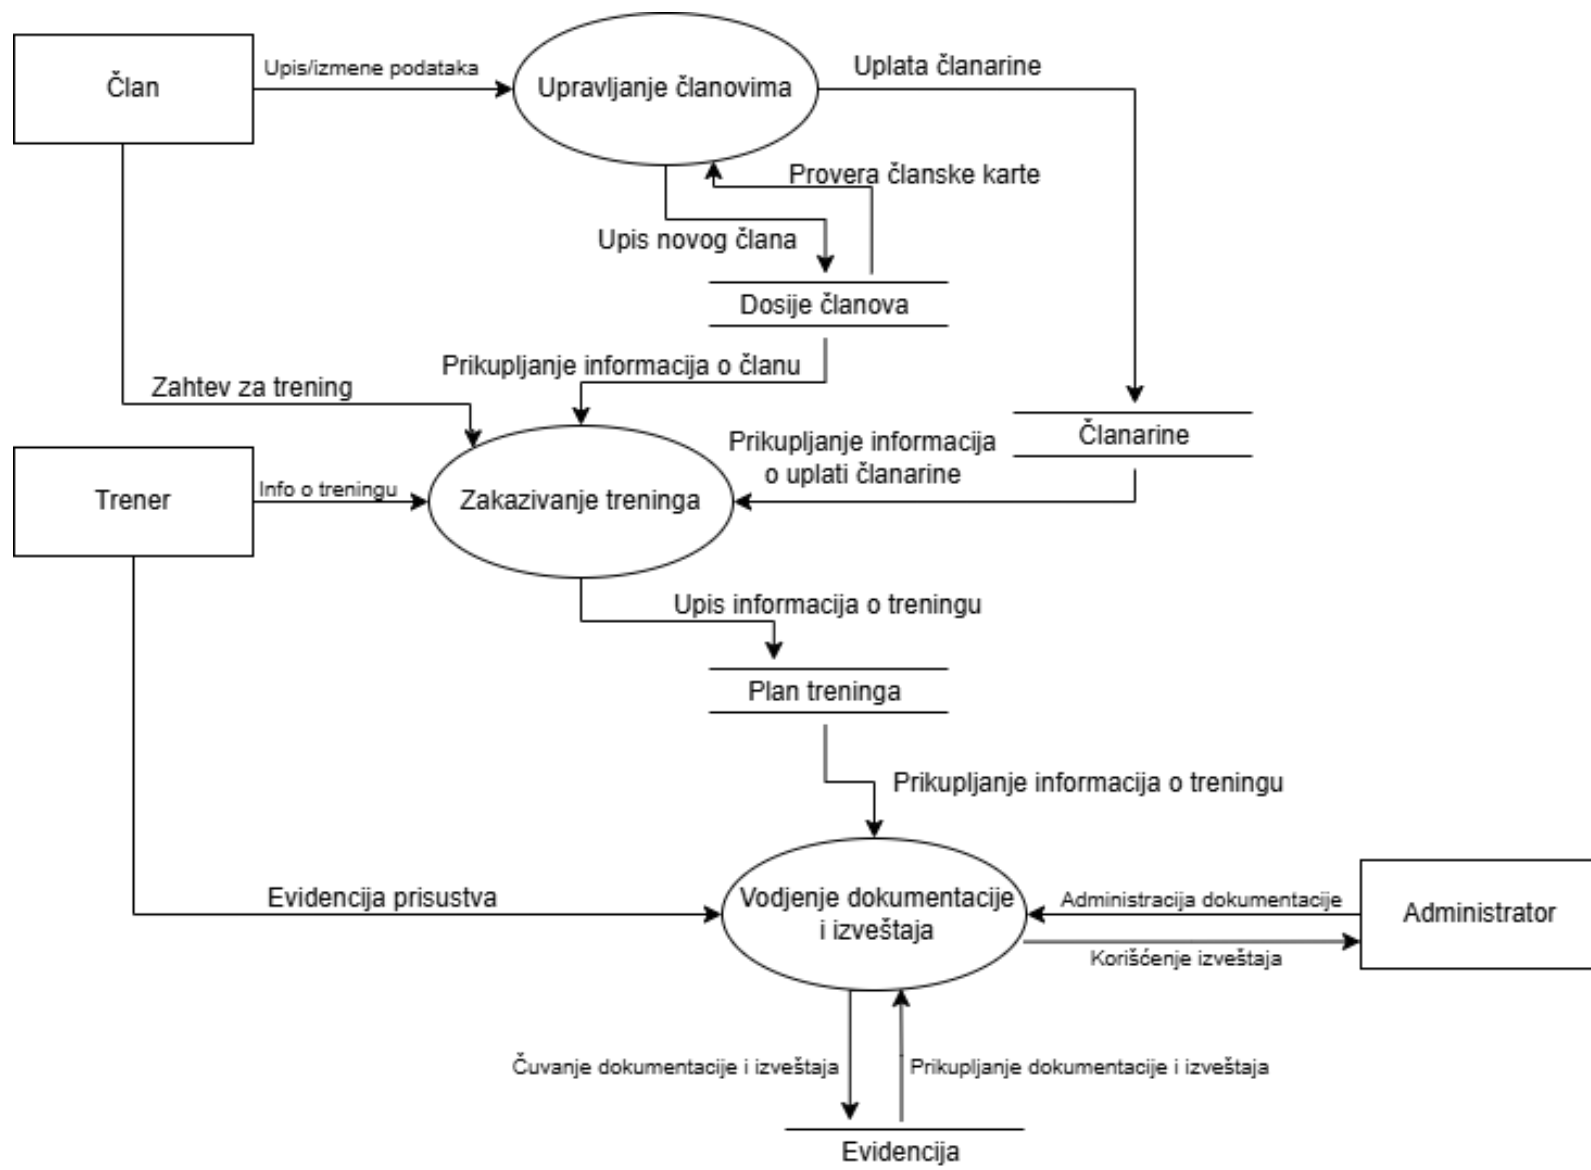 Član
Upis/izmene podataka
Upravljanje članovima
Uplata članarine
Provera članske karte
Upis novog člana
Dosije članova
Prikupljanje informacija o članu
Zahtev za trening
Članarine
Prikupljanje informacija
o uplati članarine
Trener
Info o treningu
Zakazivanje treninga
Upis informacija o treningu
Plan treninga
Prikupljanje informacija o treningu
Evidencija prisustva
Vodjenje dokumentacije
i izveštaja
Administracija dokumentacije
Administrator
Korišćenje izveštaja
Čuvanje dokumentacije i izveštaja
Prikupljanje dokumentacije i izveštaja
Evidencija